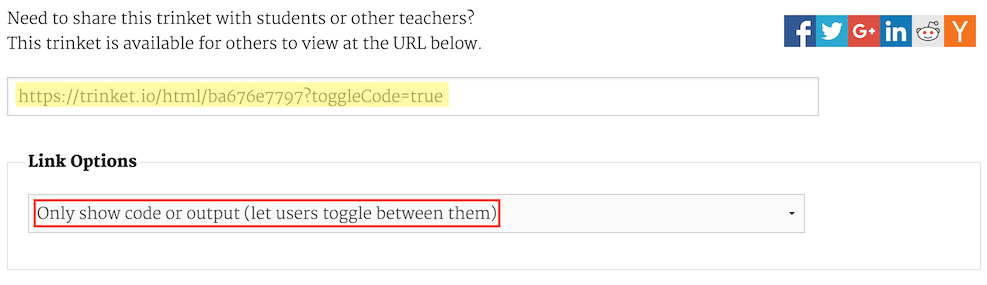 Need to share this trinket with students or other teachers?
This trinket is available for others to view at the URL below.
f G+ in Y
https://trinket.io/html/ba676e7797?toggleCode=true
Link Options
Only show code or output (let users toggle between them)